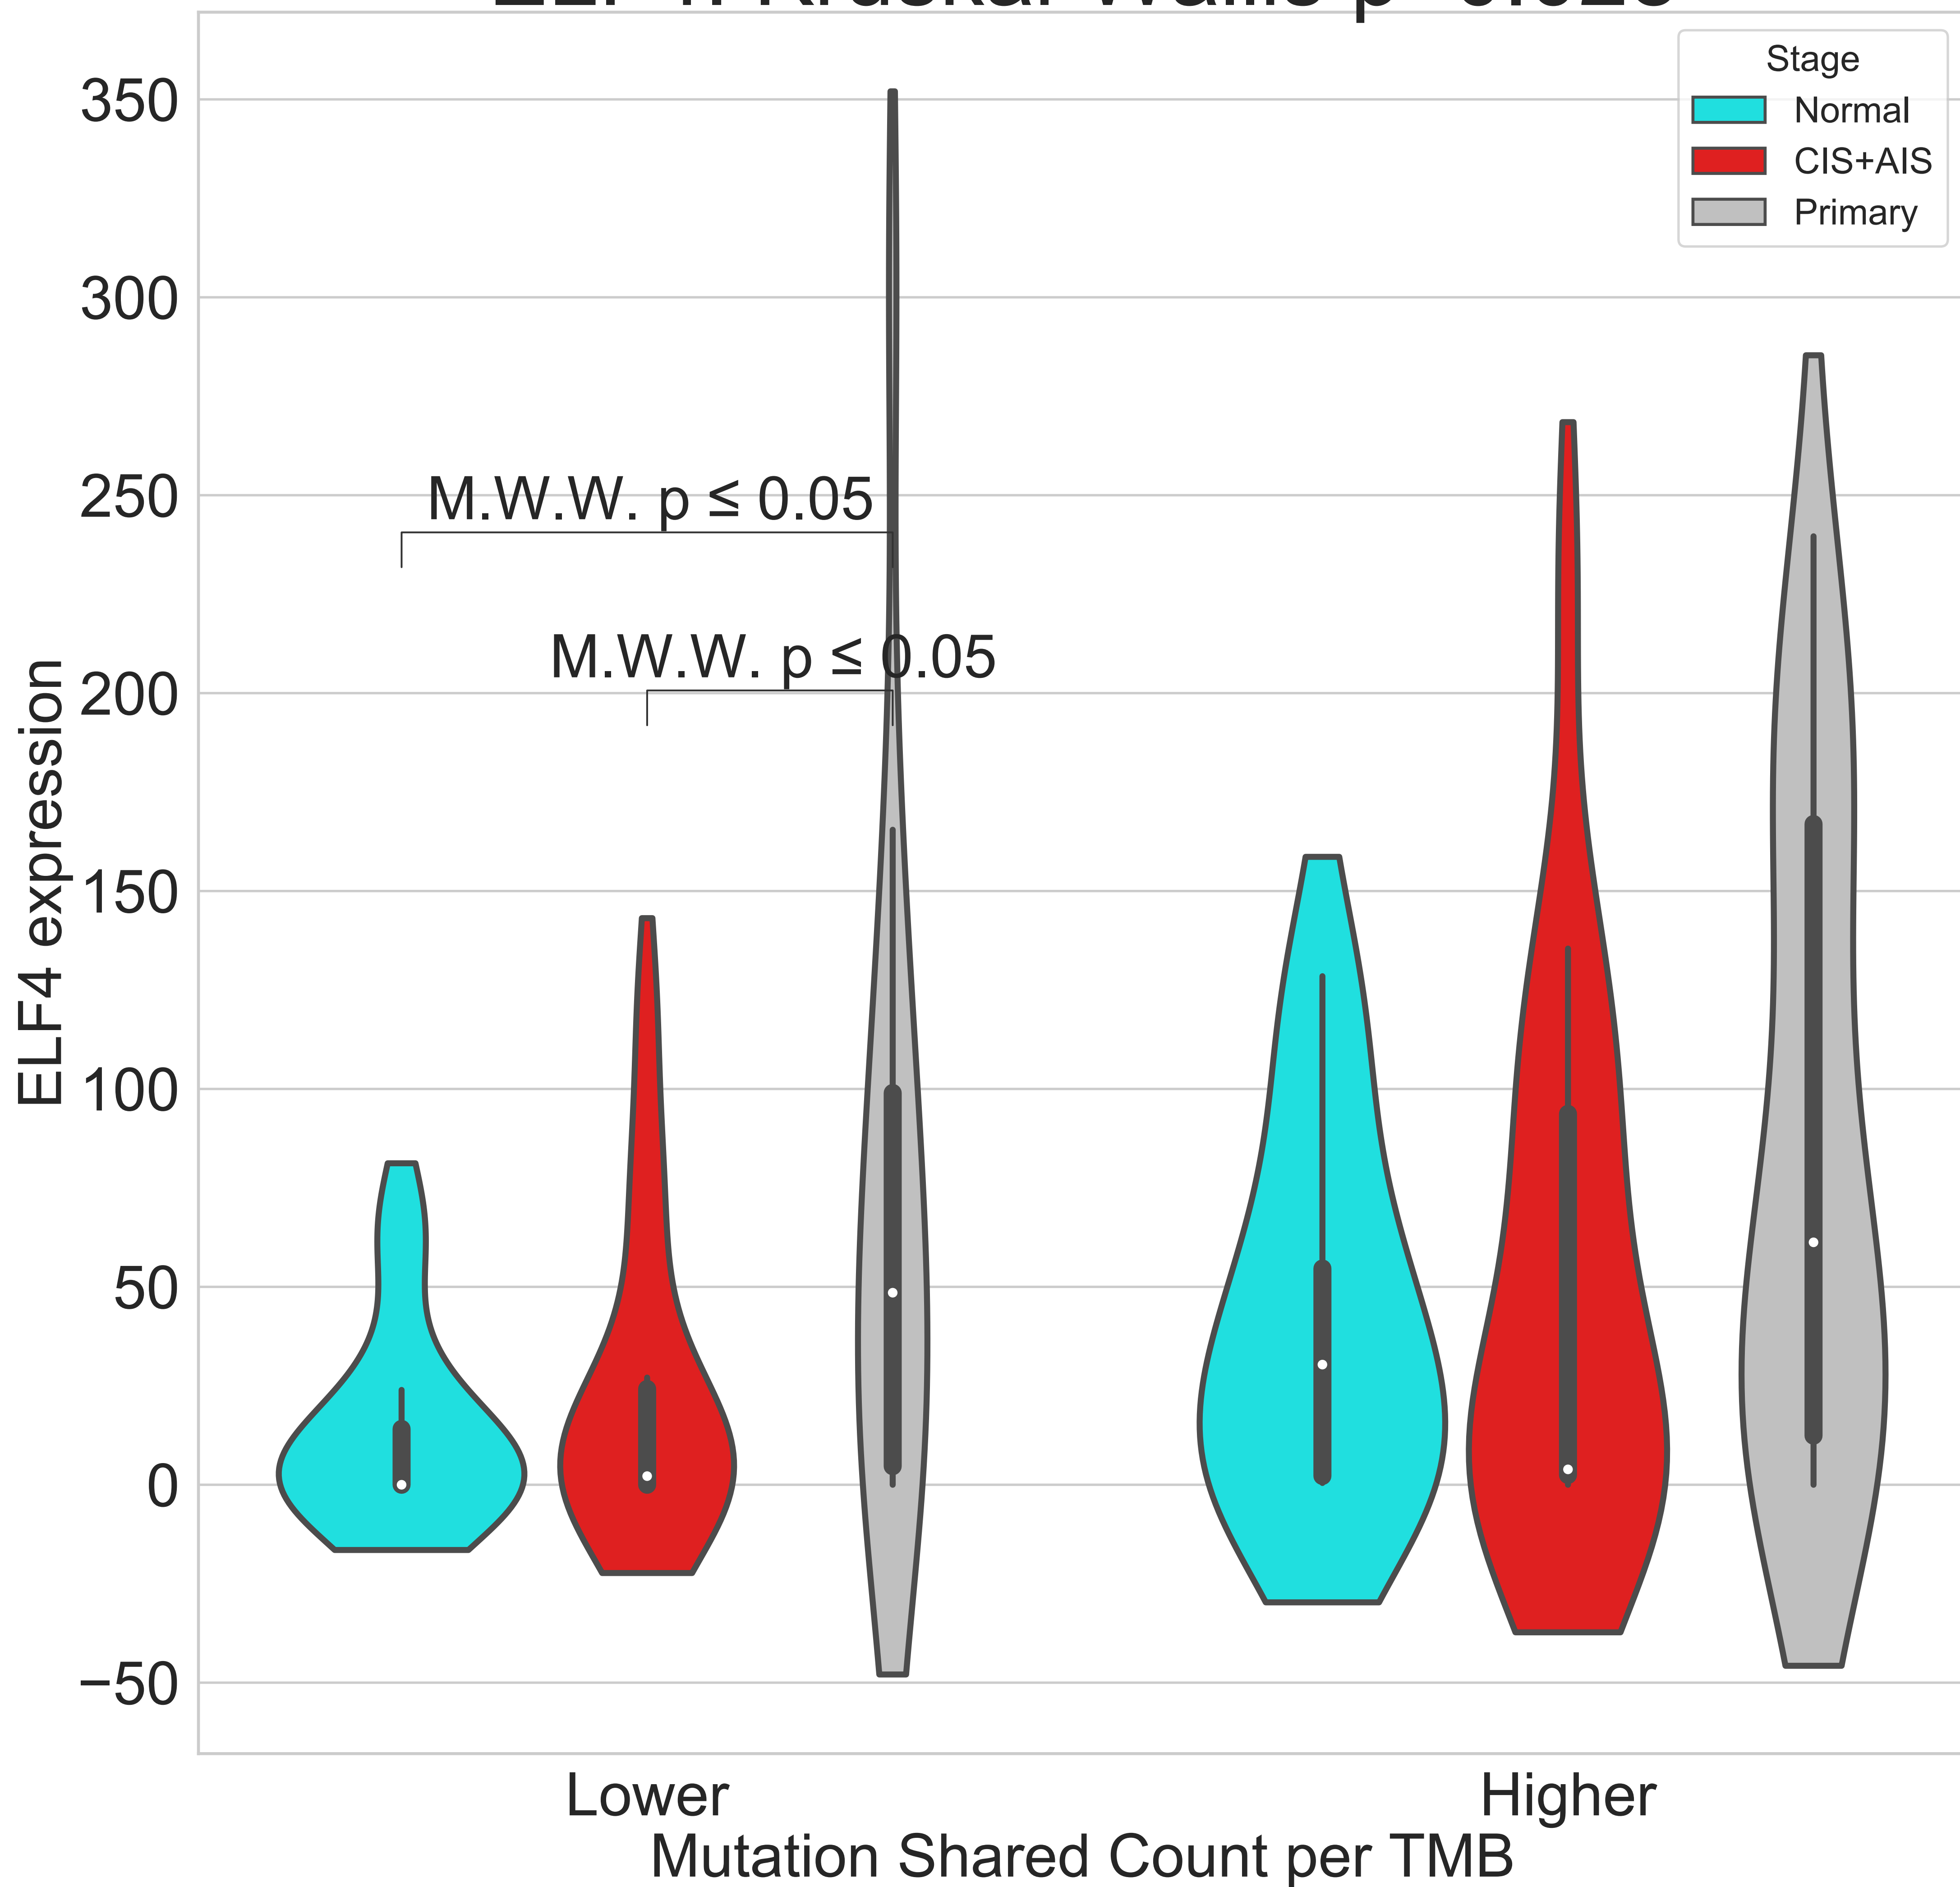 Stage
Normal
CIS+AIS
Primary
350
300
250
200
150
100
50
0
−50
ELF4 expression
M.W.W. p ≤ 0.05
M.W.W. p ≤ 0.05
Lower
Higher
Mutation Shared Count per TMB